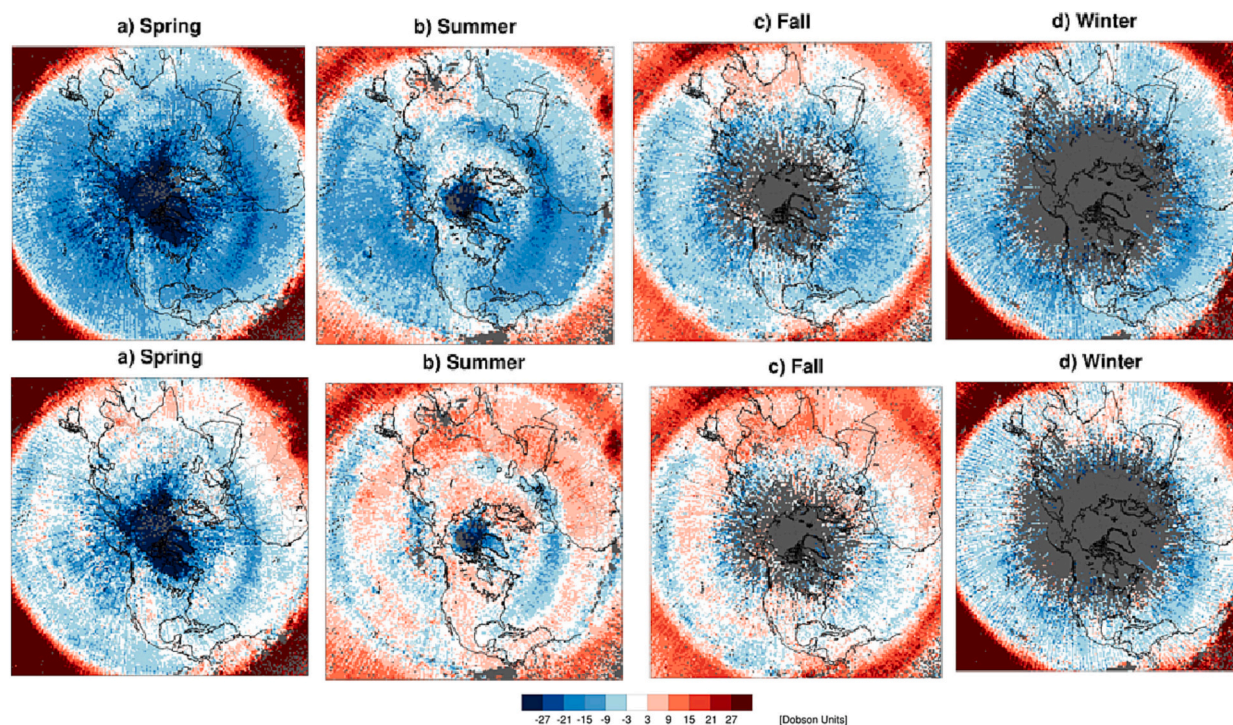 a) Spring
b) Summer
c) Fall
d) Winter
a) Spring
b) Summer
c) Fall
d) Winter
-27 -21 -15 -9 -3 3 9 15 21 27 [Dobson Units]